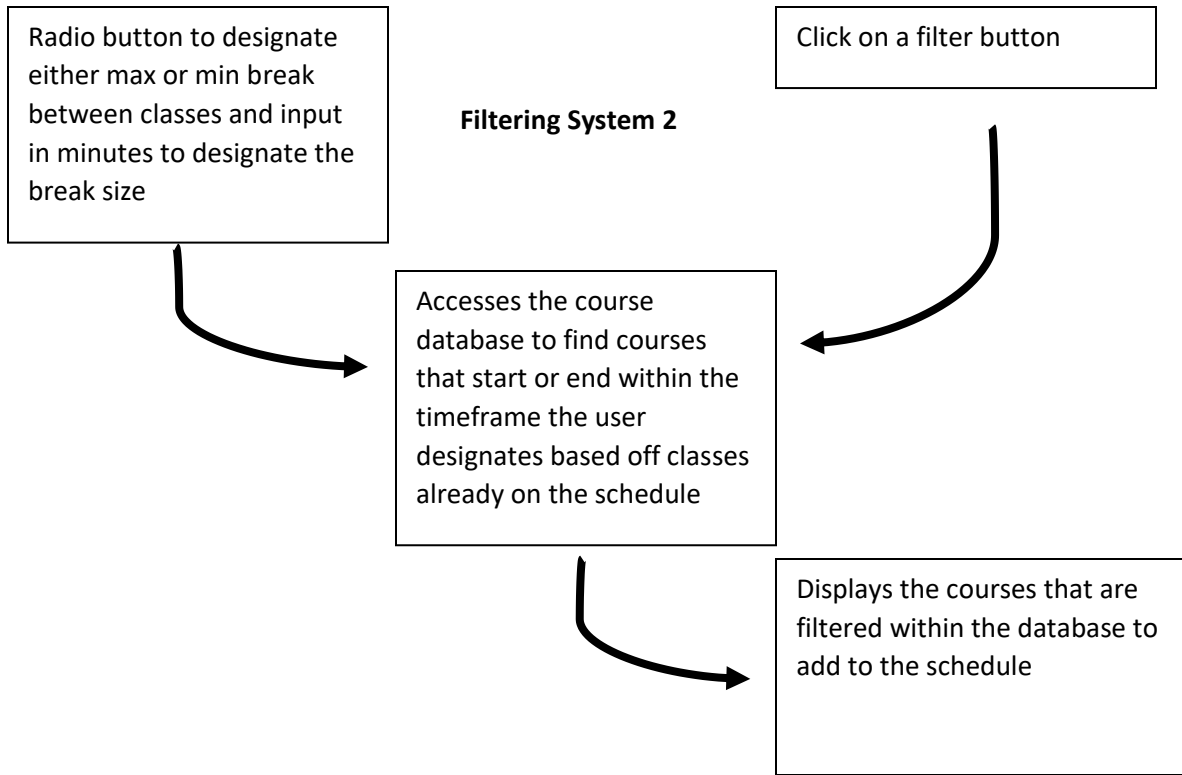 Radio button to designate
either max or min break
between classes and input
in minutes to designate the
break size
Click on a filter button
Filtering System 2
Accesses the course
database to find courses
that start or end within the
timeframe the user
designates based off classes
already on the schedule
Displays the courses that are
filtered within the database to
add to the schedule